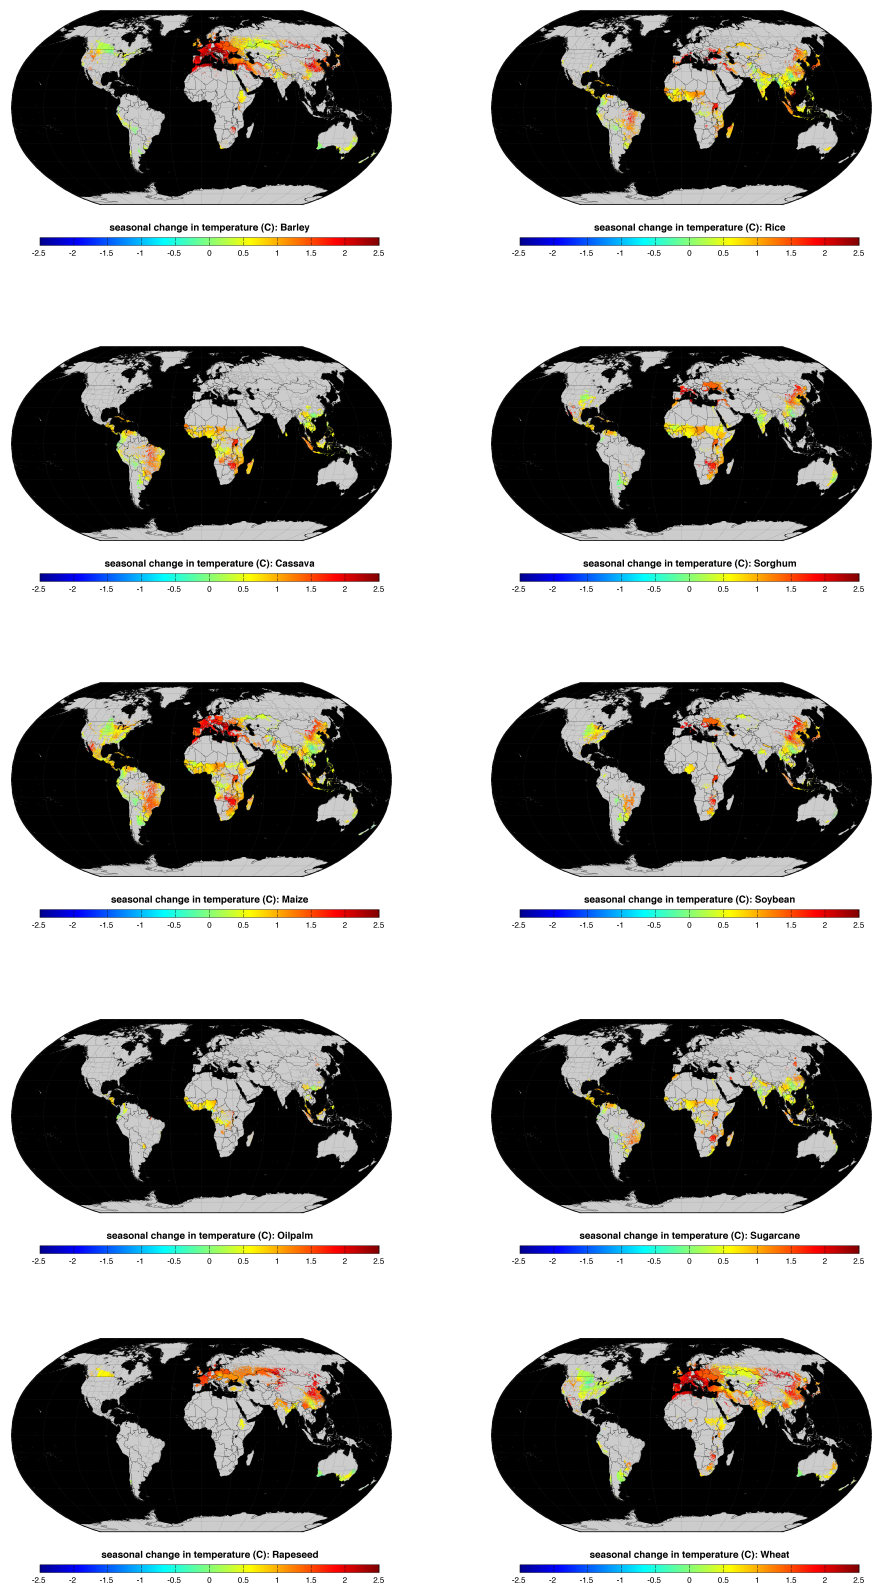 seasonal change in temperature (C): Barley
-2.5 -2 -1.5 -1 -0.5 0 0.5 1 1.5 2 2.5
seasonal change in temperature (C): Rice
-2.5 -2 -1.5 -1 -0.5 0 0.5 1 1.5 2 2.5
seasonal change in temperature (C): Cassava
-2.5 -2 -1.5 -1 -0.5 0 0.5 1 1.5 2 2.5
seasonal change in temperature (C): Sorghum
-2.5 -2 -1.5 -1 -0.5 0 0.5 1 1.5 2 2.5
seasonal change in temperature (C): Maize
-2.5 -2 -1.5 -1 -0.5 0 0.5 1 1.5 2 2.5
seasonal change in temperature (C): Soybean
-2.5 -2 -1.5 -1 -0.5 0 0.5 1 1.5 2 2.5
seasonal change in temperature (C): Oilpalm
-2.5 -2 -1.5 -1 -0.5 0 0.5 1 1.5 2 2.5
seasonal change in temperature (C): Sugarcane
-2.5 -2 -1.5 -1 -0.5 0 0.5 1 1.5 2 2.5
seasonal change in temperature (C): Rapeseed
-2.5 -2 -1.5 -1 -0.5 0 0.5 1 1.5 2 2.5
seasonal change in temperature (C): Wheat
-2.5 -2 -1.5 -1 -0.5 0 0.5 1 1.5 2 2.5